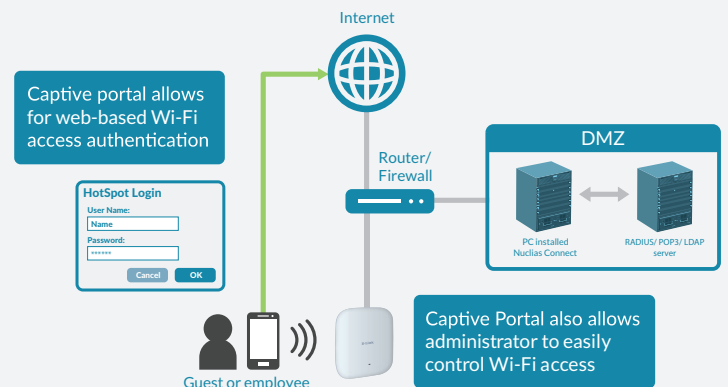 Internet
Captive portal allows
for web-based Wi-Fi
access authentication
HotSpot Login
User Name:
Name
Password:
******
Cancel
OK
Router/
Firewall
DMZ
PC installed
Nuclias Connect
RADIUS/ POP3/ LDAP
server
Captive Portal also allows
administrator to easily
control Wi-Fi access
Guest or employee